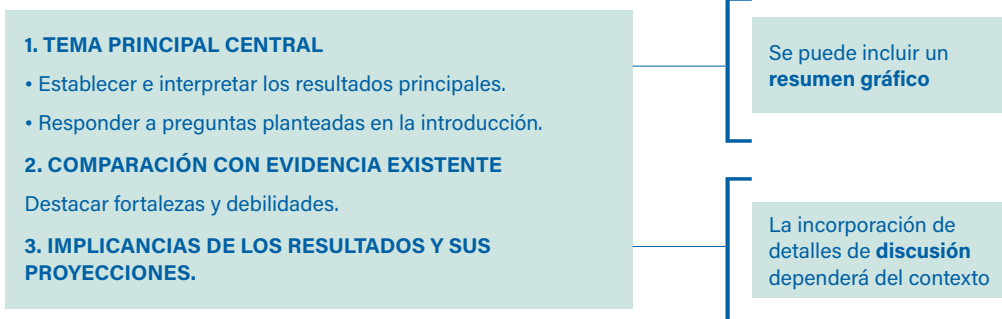 1. TEMA PRINCIPAL CENTRAL
• Establecer e interpretar los resultados principales.
• Responder a preguntas planteadas en la introducción.
2. COMPARACIÓN CON EVIDENCIA EXISTENTE
Destacar fortalezas y debilidades.
3. IMPLICANCIAS DE LOS RESULTADOS Y SUS
PROYECCIONES.
Se puede incluir un
resumen gráfico
La incorporación de
detalles de discusión
dependerá del contexto